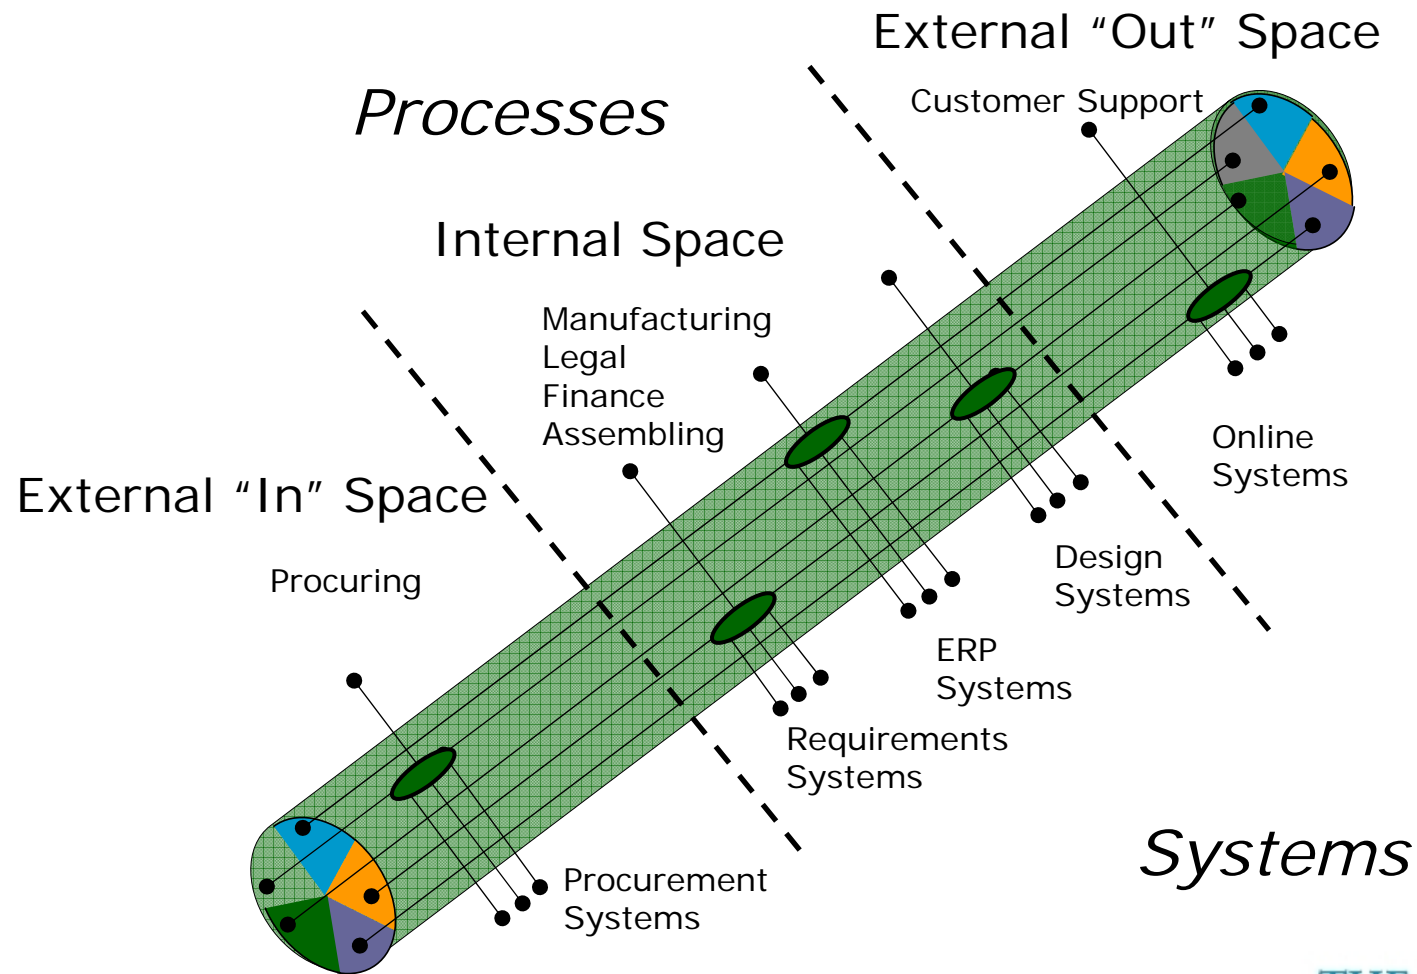 External “Out” Space
Customer Support
Processes
Internal Space
Manufacturing
Legal
Finance
Assembling
External “In” Space
Procuring
Online
Systems
Design
Systems
ERP
Systems
Requirements
Systems
Procurement
Systems
Systems